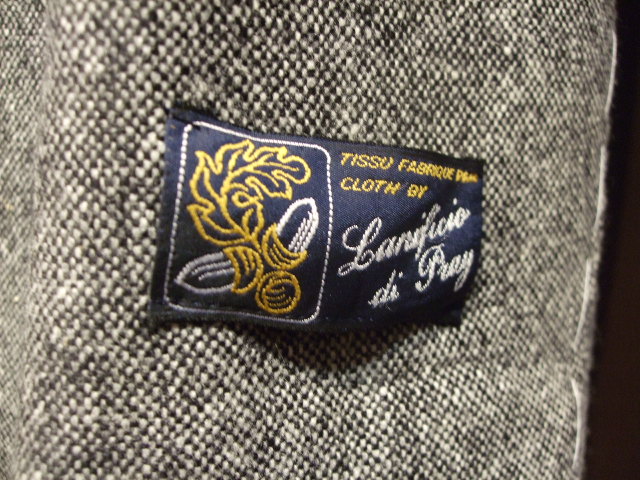 TISSU FABRIQUE PAR
CLOTH BY
Lanificio
di Pray